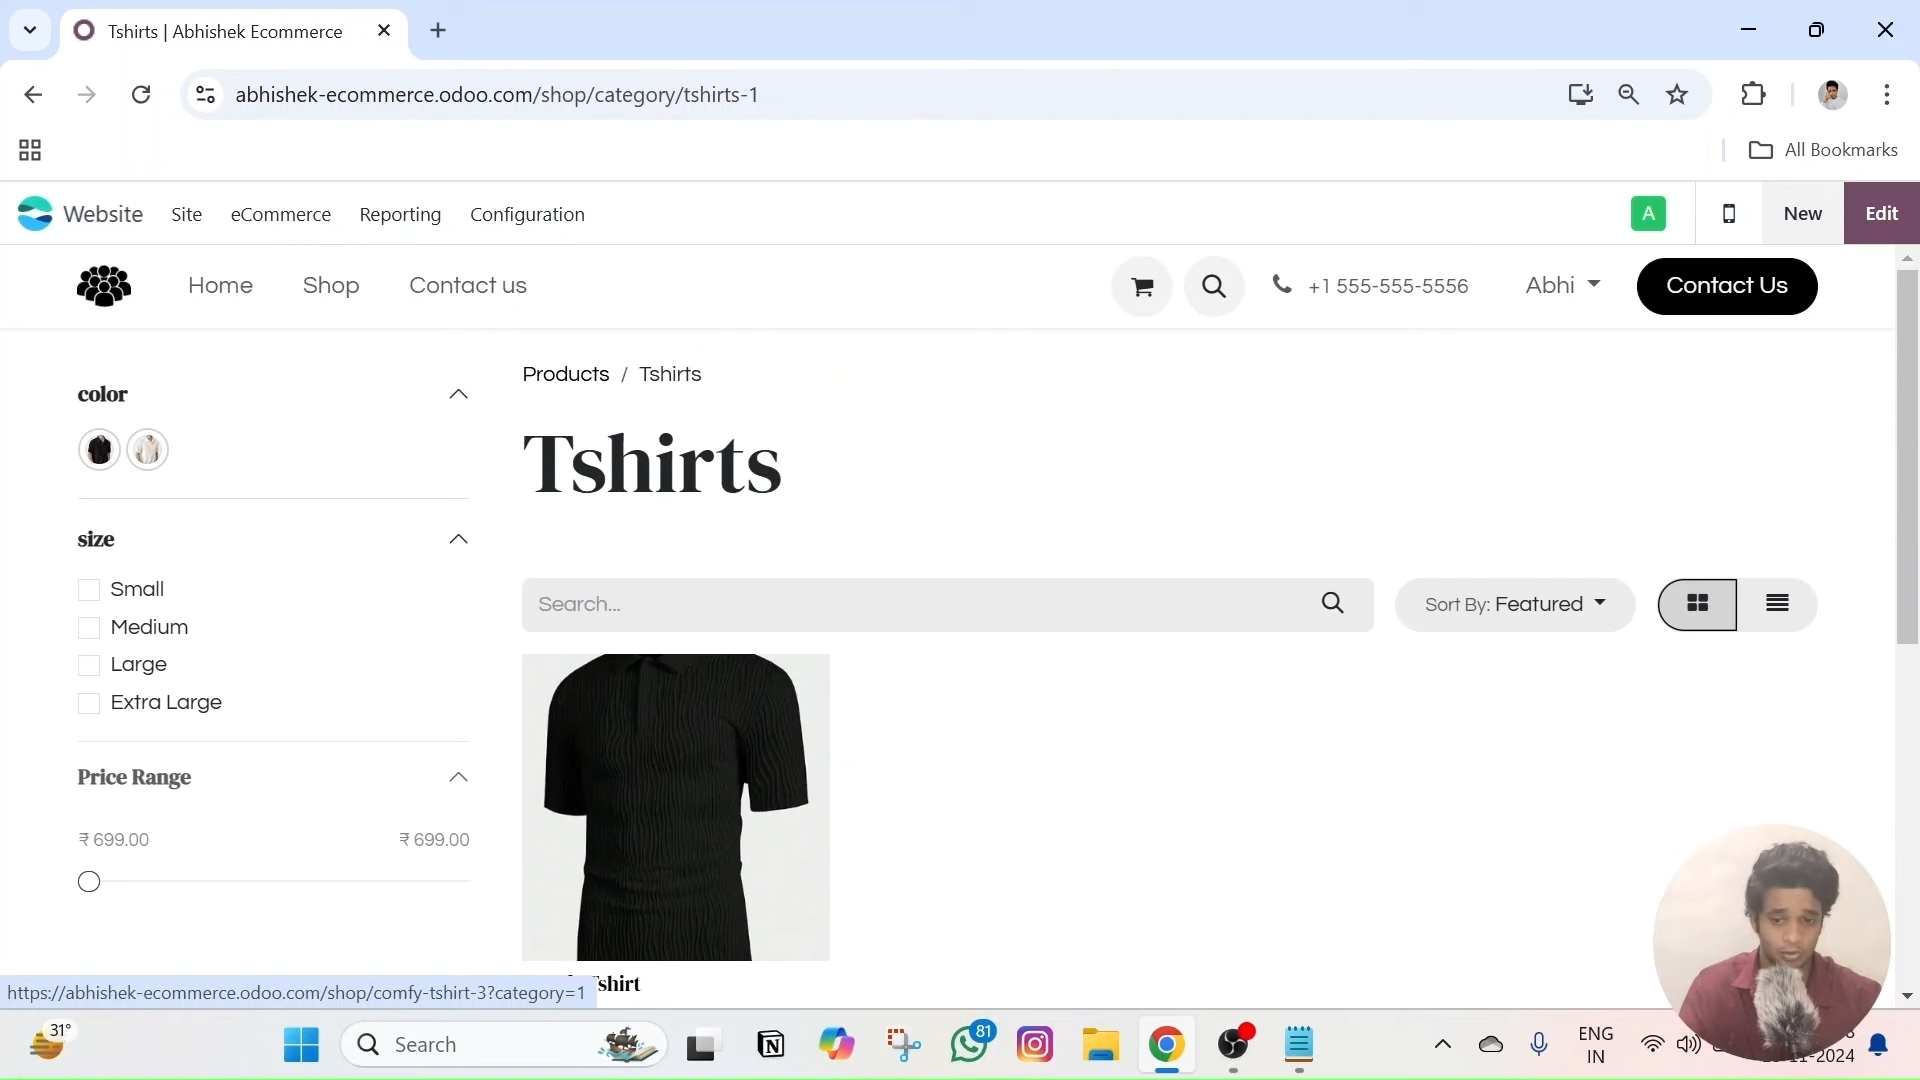 Tshirts | Abhishek Ecommerce
abhishek-ecommerce.odoo.com/shop/category/tshirts-1
All Bookmarks
Website Site eCommerce Reporting Configuration A New Edit
Home Shop Contact us +1 555-555-5556 Abhi Contact Us
Products / Tshirts
color
Tshirts
size
Small
Medium
Large
Extra Large
Search...
Sort By: Featured
Price Range
₹ 699.00 ₹ 699.00
Tshirt
https://abhishek-ecommerce.odoo.com/shop/comfy-tshirt-3?category=1
31°
Search
81
ENG
IN
-2024